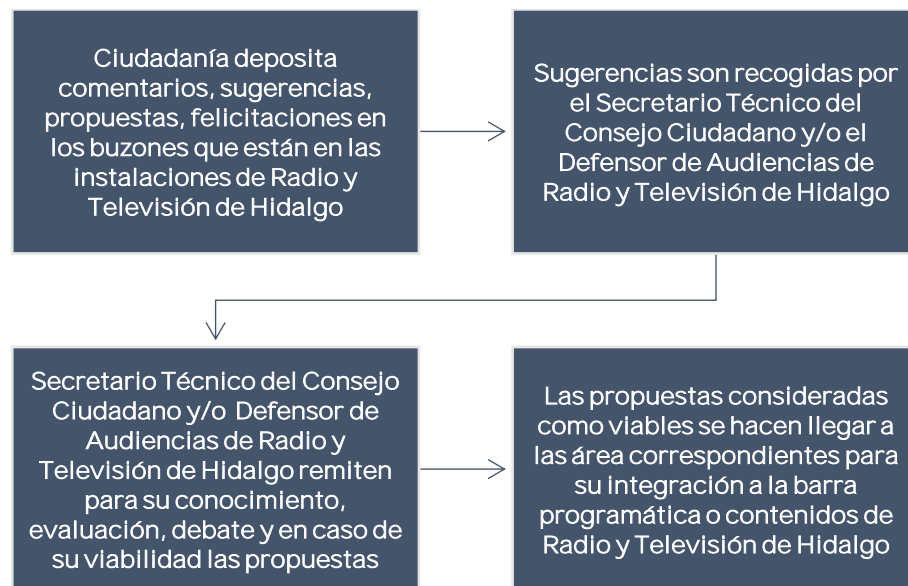 Ciudadanía deposita
comentarios, sugerencias,
propuestas, felicitaciones en
los buzones que están en las
instalaciones de Radio y
Televisión de Hidalgo
Sugerencias son recogidas por
el Secretario Técnico del
Consejo Ciudadano y/o el
Defensor de Audiencias de
Radio y Televisión de Hidalgo
Secretario Técnico del Consejo
Ciudadano y/o Defensor de
Audiencias de Radio y
Televisión de Hidalgo remiten
para su conocimiento,
evaluación, debate y en caso de
su viabilidad las propuestas
Las propuestas consideradas
como viables se hacen llegar a
las área correspondientes para
su integración a la barra
programática o contenidos de
Radio y Televisión de Hidalgo